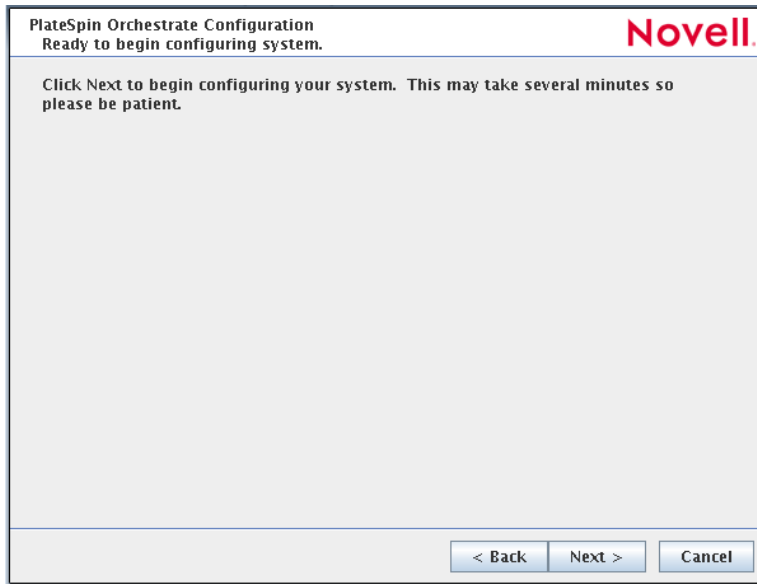 PlateSpin Orchestrate Configuration
Ready to begin configuring system.
Novell.
Click Next to begin configuring your system. This may take several minutes so
please be patient.
< Back
Next >
Cancel